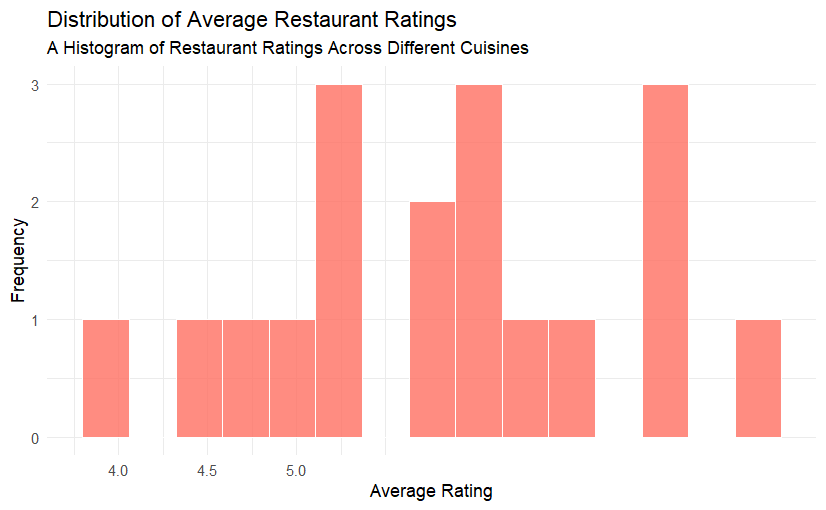 Distribution of Average Restaurant Ratings
A Histogram of Restaurant Ratings Across Different Cuisines
3
2
1
0
Frequency
4.0 4.5 5.0
Average Rating